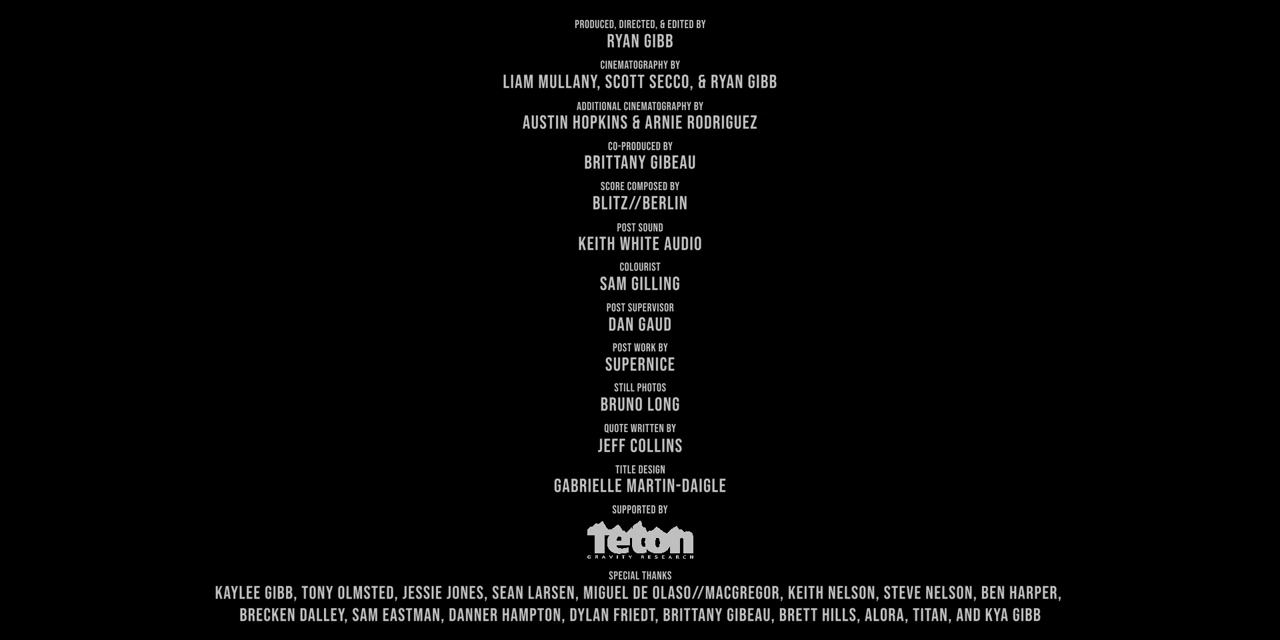 PRODUCED, DIRECTED, & EDITED BY
RYAN GIBB
CINEMATOGRAPHY BY
LIAM MULLANY, SCOTT SECCO, & RYAN GIBB
ADDITIONAL CINEMATOGRAPHY BY
AUSTIN HOPKINS & ARNIE RODRIGUEZ
CO-PRODUCED BY
BRITTANY GIBEAU
SCORE COMPOSED BY
BLITZ//BERLIN
POST SOUND
KEITH WHITE AUDIO
COLOURIST
SAM GILLING
POST SUPERVISOR
DAN GAUD
POST WORK BY
SUPERNICE
STILL PHOTOS
BRUNO LONG
QUOTE WRITTEN BY
JEFF COLLINS
TITLE DESIGN
GABRIELLE MARTIN-DAIGLE
SUPPORTED BY
Teton
GRAVITY RESEARCH
SPECIAL THANKS
KAYLEE GIBB, TONY OLMSTED, JESSIE JONES, SEAN LARSEN, MIGUEL DE OLASO//MACGREGOR, KEITH NELSON, STEVE NELSON, BEN HARPER,
BRECKEN DALLEY, SAM EASTMAN, DANNER HAMPTON, DYLAN FRIEDT, BRITTANY GIBEAU, BRETT HILLS, ALORA, TITAN, AND KYA GIBB